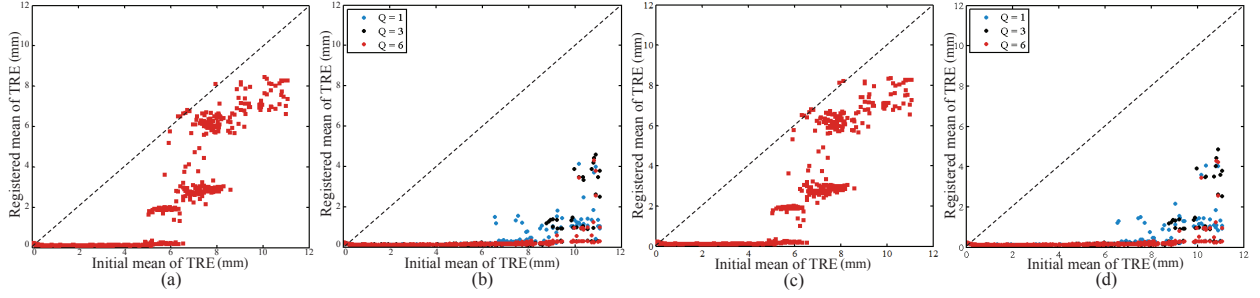 Registered mean of TRE (mm)
12
10
8
6
4
2
0
0 2 4 6 8 10 12
Initial mean of TRE (mm)
(a)
Registered mean of TRE (mm)
Q = 1
Q = 3
Q = 6
12
10
8
6
4
2
0
0 2 4 6 8 10 12
Initial mean of TRE (mm)
(b)
Registered mean of TRE (mm)
12
10
8
6
4
2
0
0 2 4 6 8 10 12
Initial mean of TRE (mm)
(c)
Registered mean of TRE (mm)
Q = 1
Q = 3
Q = 6
12
10
8
6
4
2
0
0 2 4 6 8 10 12
Initial mean of TRE (mm)
(d)